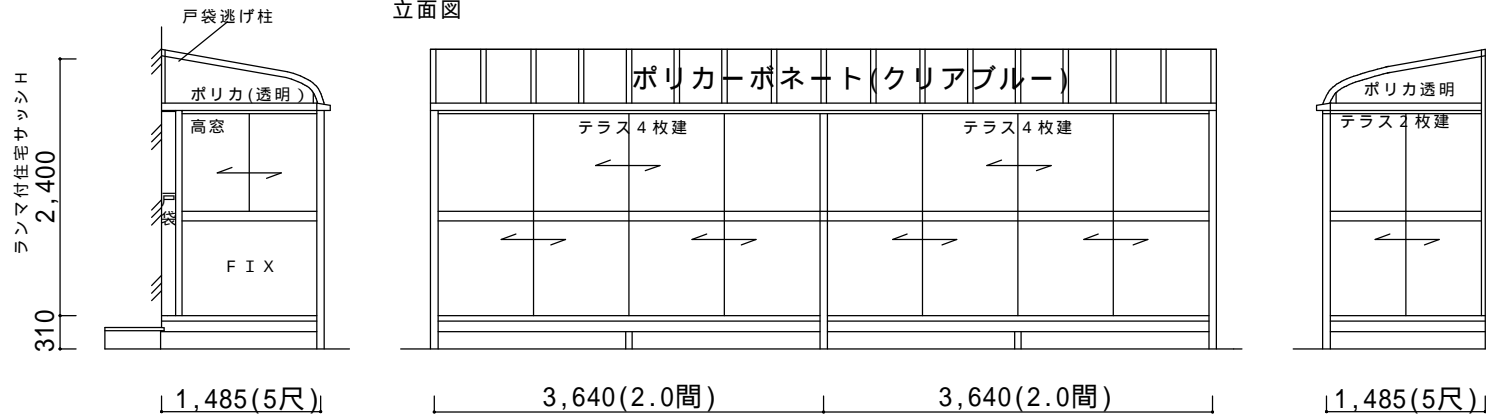 立面図
戸袋逃げ柱
ポリカ(透明)
高窓
戸袋
ＦＩＸ
ランマ付住宅サッシＨ
2,400
310
1,485(5尺)
ポリカーボネート(クリアブルー)
テラス４枚建
テラス４枚建
3,640(2.0間)
3,640(2.0間)
ポリカ透明
テラス２枚建
1,485(5尺)